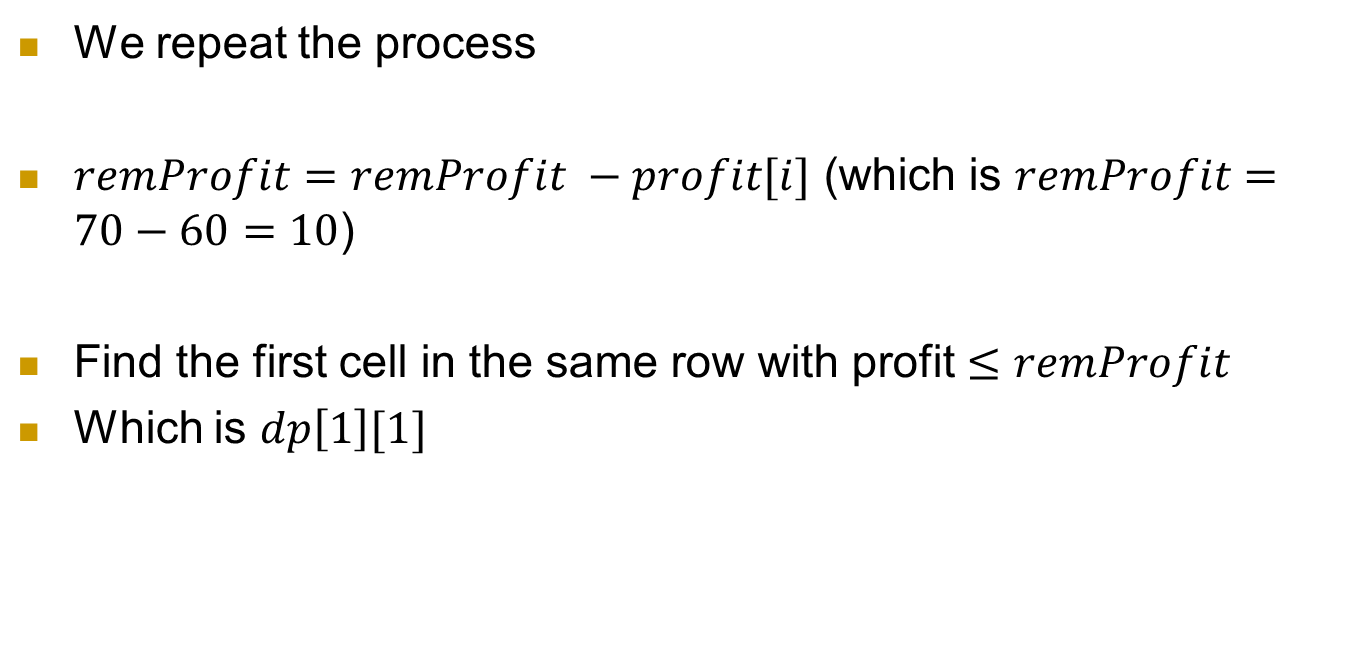 We repeat the process
remProfit = remProfit − profit[i] (which is remProfit =
70 − 60 = 10)
Find the first cell in the same row with profit ≤ remProfit
Which is dp[1][1]